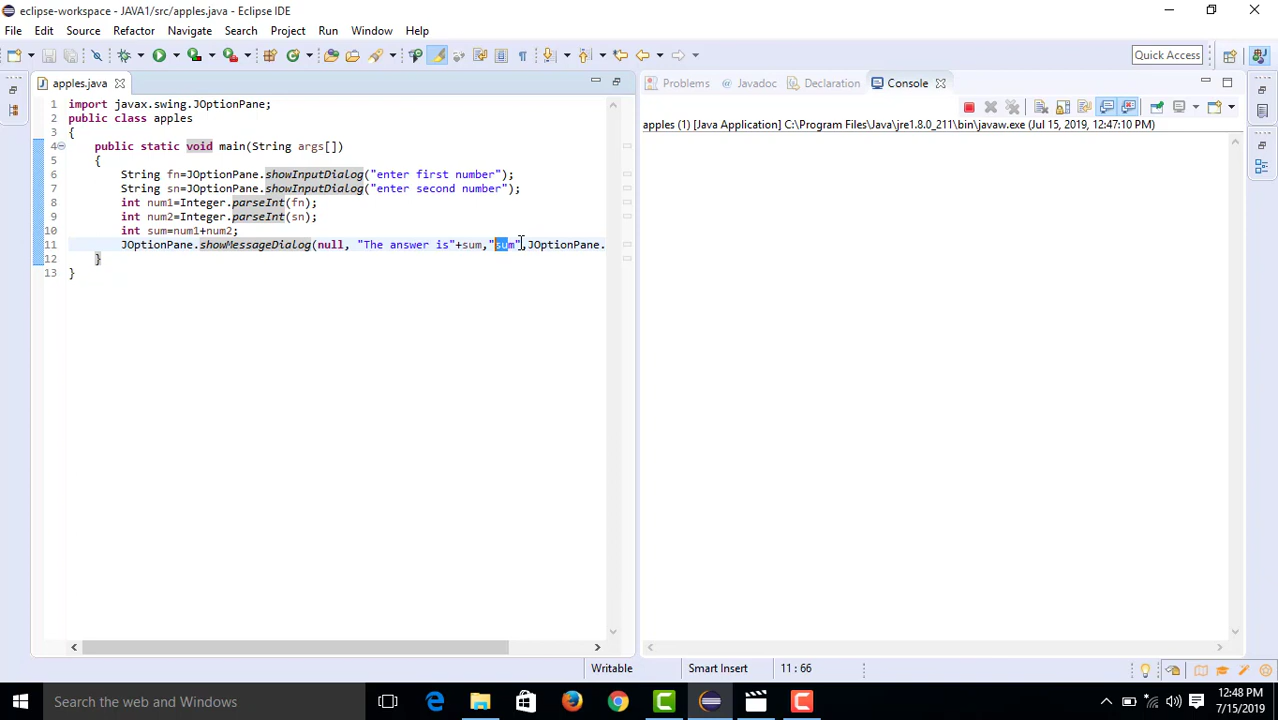 eclipse-workspace - JAVA1/src/apples.java - Eclipse IDE
File Edit Source Refactor Navigate Search Project Run Window Help
Quick Access
apples.java
Problems Javadoc Declaration Console
apples (1) [Java Application] C:\Program Files\Java\jre1.8.0_211\bin\javaw.exe (Jul 15, 2019, 12:47:10 PM)
1 import javax.swing.JOptionPane;
2 public class apples
3 {
4 public static void main(String args[])
5 {
6 String fn=JOptionPane.showInputDialog("enter first number");
7 String sn=JOptionPane.showInputDialog("enter second number");
8 int num1=Integer.parseInt(fn);
9 int num2=Integer.parseInt(sn);
10 int sum=num1+num2;
11 JOptionPane.showMessageDialog(null, "The answer is"+sum,"sum",JOptionPane.
12 }
13 }
Writable Smart Insert 11 : 66
Search the web and Windows
12:48 PM
7/15/2019